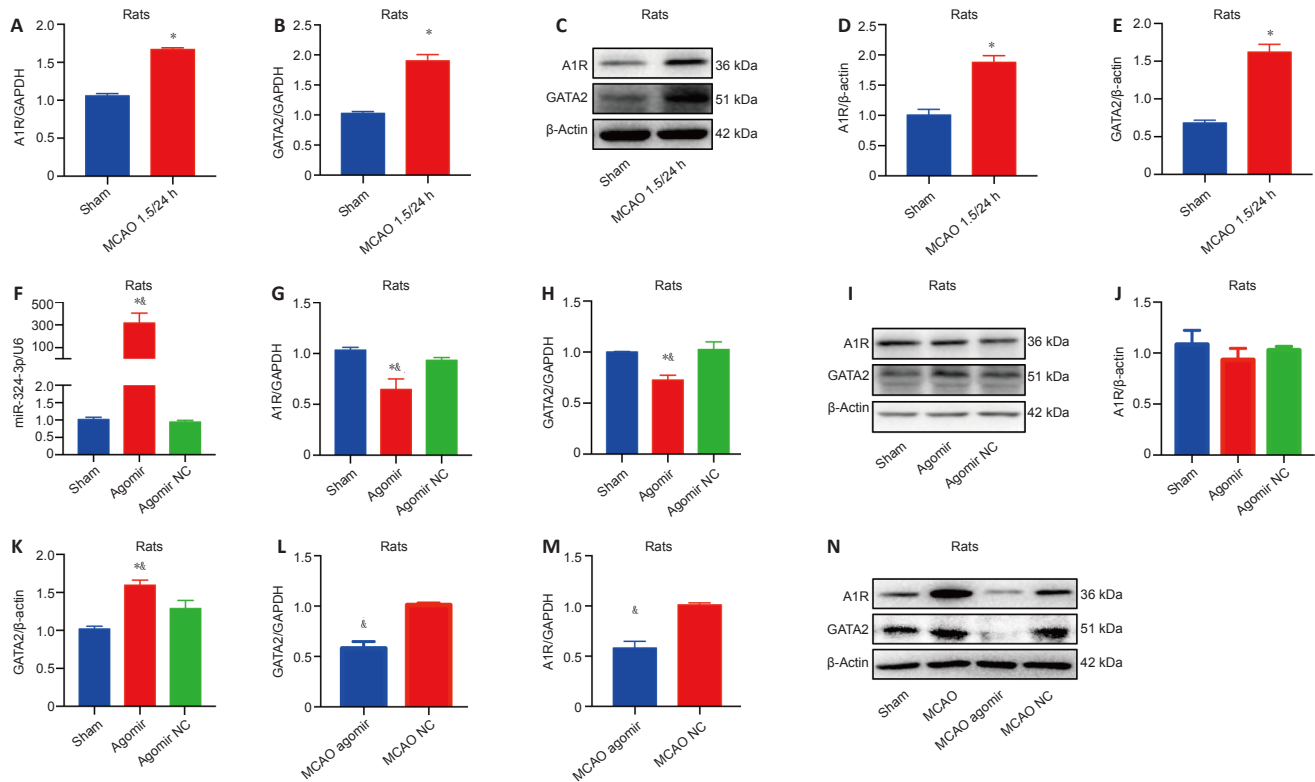 A
Rats
A1R/GAPDH
2.0
1.5
1.0
1.5
0
*
Sham
MCAO 1.5/24 h
B
Rats
GATA2/GAPDH
2.5
2.0
1.5
1.0
0.5
0
*
Sham
MCAO 1.5/24 h
C
Rats
A1R
36 kDa
GATA2
51 kDa
β-Actin
42 kDa
Sham
MCAO 1.5/24 h
D
Rats
A1R/β-actin
2.5
2.0
1.5
1.0
0.5
0
*
Sham
MCAO 1.5/24 h
E
Rats
GATA2/β-actin
2.0
1.5
1.0
1.5
0
*
Sham
MCAO 1.5/24 h
F
Rats
miR-324-3p/U6
500
300
100
0
2.0
1.0
0.5
0
*&
Sham
Agomir
Agomir NC
G
Rats
A1R/GAPDH
1.5
1.0
0.5
0
*&
Sham
Agomir
Agomir NC
H
Rats
GATA2/GAPDH
1.5
1.0
0.5
0
*&
Sham
Agomir
Agomir NC
I
Rats
A1R
36 kDa
GATA2
51 kDa
β-Actin
42 kDa
Sham
Agomir
Agomir NC
J
Rats
A1R/β-actin
1.5
1.0
0.5
0
Sham
Agomir
Agomir NC
K
Rats
GATA2/β-actin
2.0
1.5
1.0
1.5
0
*&
Sham
Agomir
Agomir NC
L
Rats
GATA2/GAPDH
1.5
1.0
0.5
0
&
MCAO agomir
MCAO NC
M
Rats
A1R/GAPDH
1.5
1.0
0.5
0
&
MCAO agomir
MCAO NC
N
Rats
A1R
36 kDa
GATA2
51 kDa
β-Actin
42 kDa
Sham
MCAO
MCAO agomir
MCAO NC